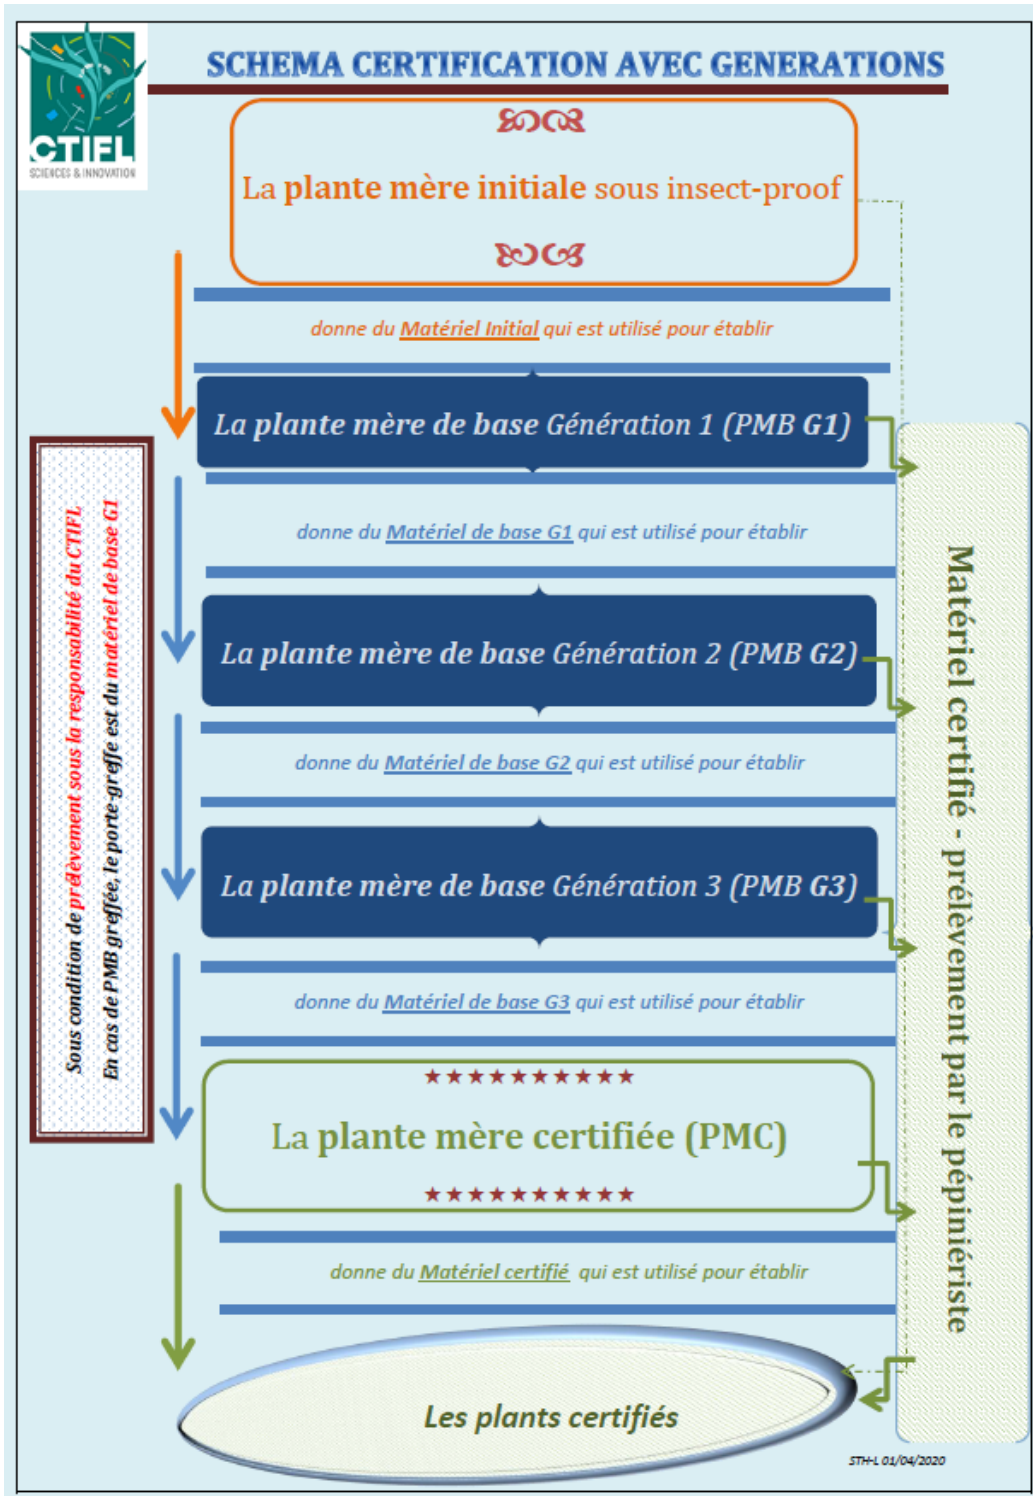 CTIFL
SCIENCES & INNOVATION
SCHEMA CERTIFICATION AVEC GENERATIONS
La plante mère initiale sous insect-proof
donne du Matériel Initial qui est utilisé pour établir
La plante mère de base Génération 1 (PMB G1)
donne du Matériel de base G1 qui est utilisé pour établir
La plante mère de base Génération 2 (PMB G2)
donne du Matériel de base G2 qui est utilisé pour établir
La plante mère de base Génération 3 (PMB G3)
donne du Matériel de base G3 qui est utilisé pour établir
La plante mère certifiée (PMC)
donne du Matériel certifié qui est utilisé pour établir
Les plants certifiés
Sous condition de prélèvement sous la responsabilité du CTIFL
En cas de PMB greffée, le porte-greffe est du matériel de base G1
Matériel certifié - prélèvement par le pépiniériste
STH-L 01/04/2020